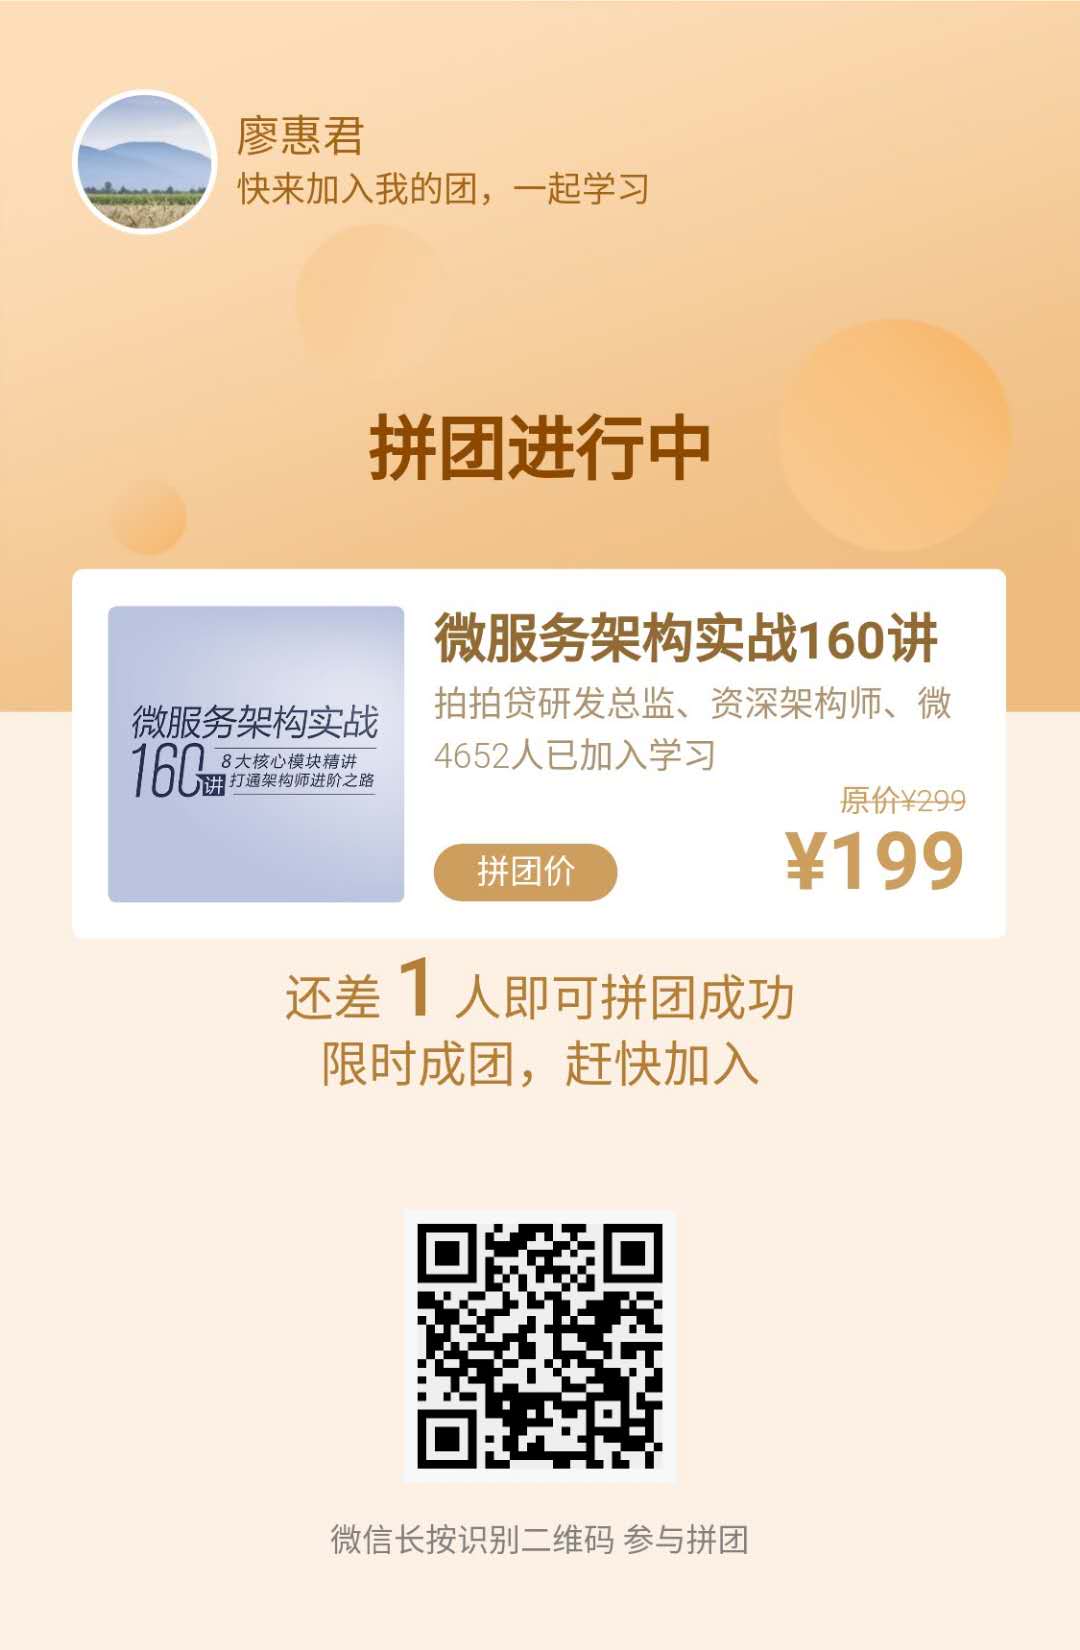 廖惠君
快来加入我的团，一起学习
拼团进行中
微服务架构实战
160讲
8大核心模块精讲
打通架构师进阶之路
微服务架构实战160讲
拍拍贷研发总监、资深架构师、微
4652人已加入学习
原价¥299
拼团价
¥199
还差 1 人即可拼团成功
限时成团，赶快加入
微信长按识别二维码 参与拼团